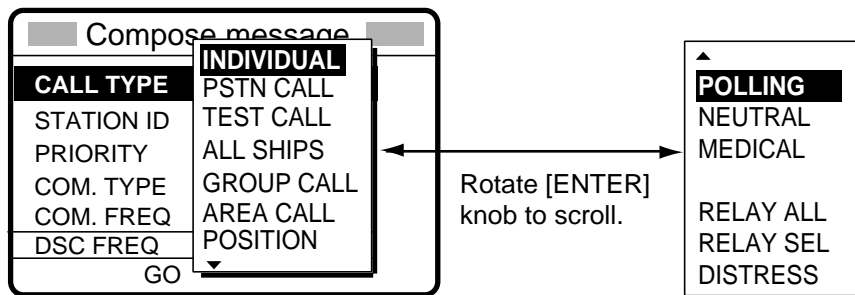 Compose message
CALL TYPE
STATION ID
PRIORITY
COM. TYPE
COM. FREQ
DSC FREQ
GO
INDIVIDUAL
PSTN CALL
TEST CALL
ALL SHIPS
GROUP CALL
AREA CALL
POSITION
Rotate [ENTER]
knob to scroll.
POLLING
NEUTRAL
MEDICAL
RELAY ALL
RELAY SEL
DISTRESS